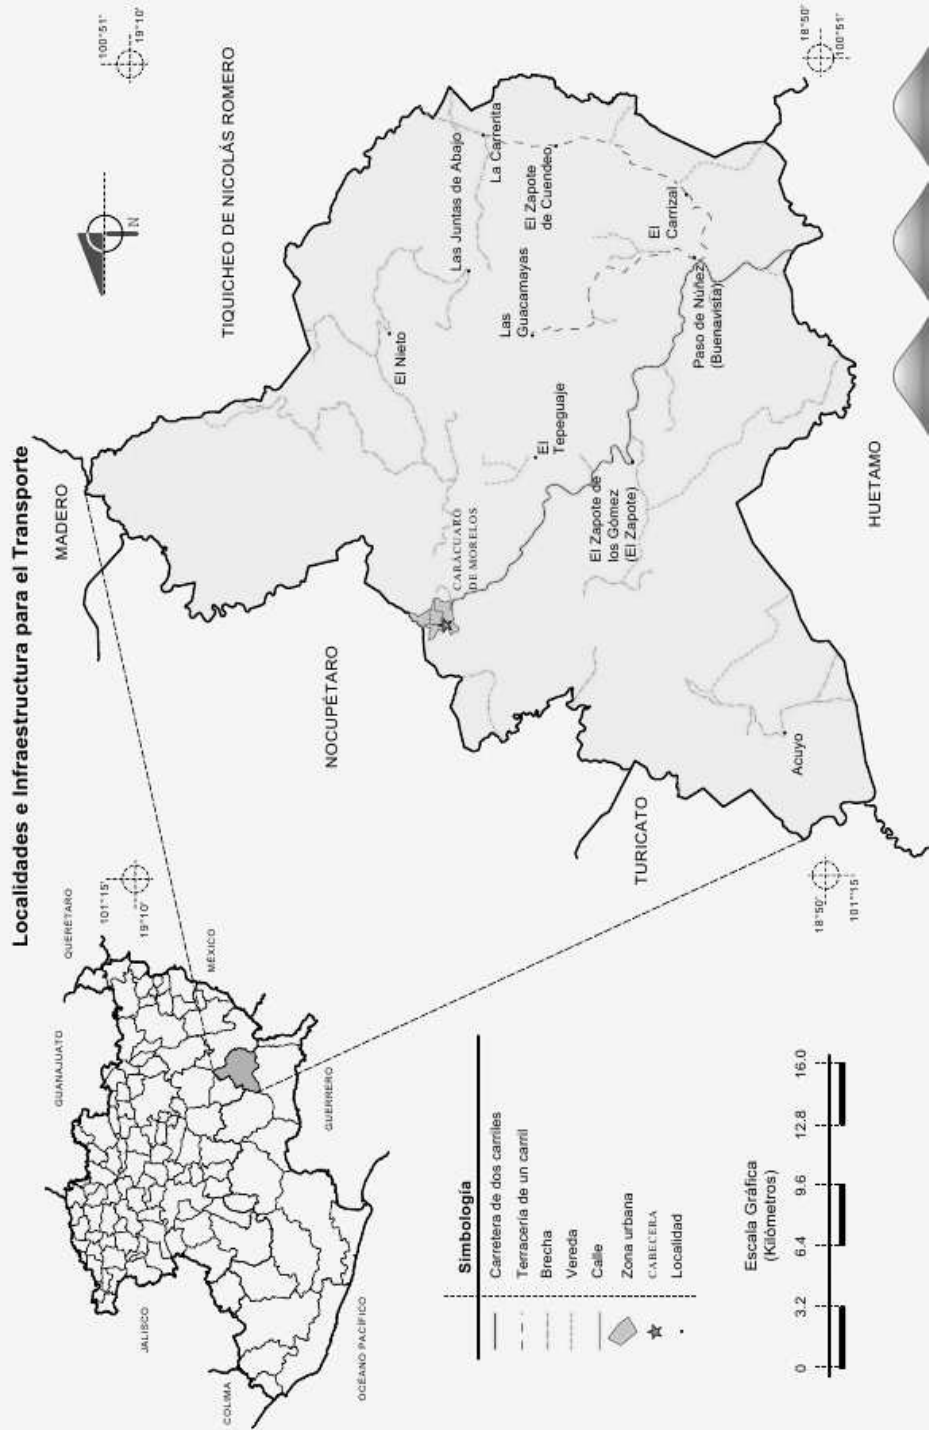 Localidades e Infraestructura para el Transporte
QUERÉTARO
GUANAJUATO
MÉXICO
JALISCO
GUERRERO
COLIMA
OCÉANO PACÍFICO
101°15'
19°10'
100°51'
19°10'
N
MADERO
TIQUICHEO DE NICOLÁS ROMERO
NOCUPÉTARO
El Nieto
Las Juntas de Abajo
La Carrerita
CARÁCUARO
DE MORELOS
El
Tepeguaje
Las
Guacamayas
El Zapote
de Cuendeo
El Zapote de
los Gómez
(El Zapote)
El
Carrizal
Paso de Núñez
(Buenavista)
TURICATO
Acuyo
HUETAMO
18°50'
101°15'
18°50'
100°51'
Simbología
Carretera de dos carriles
Terracería de un carril
Brecha
Vereda
Calle
Zona urbana
CABECERA
Localidad
Escala Gráfica
(Kilómetros)
0 3.2 6.4 9.6 12.8 16.0